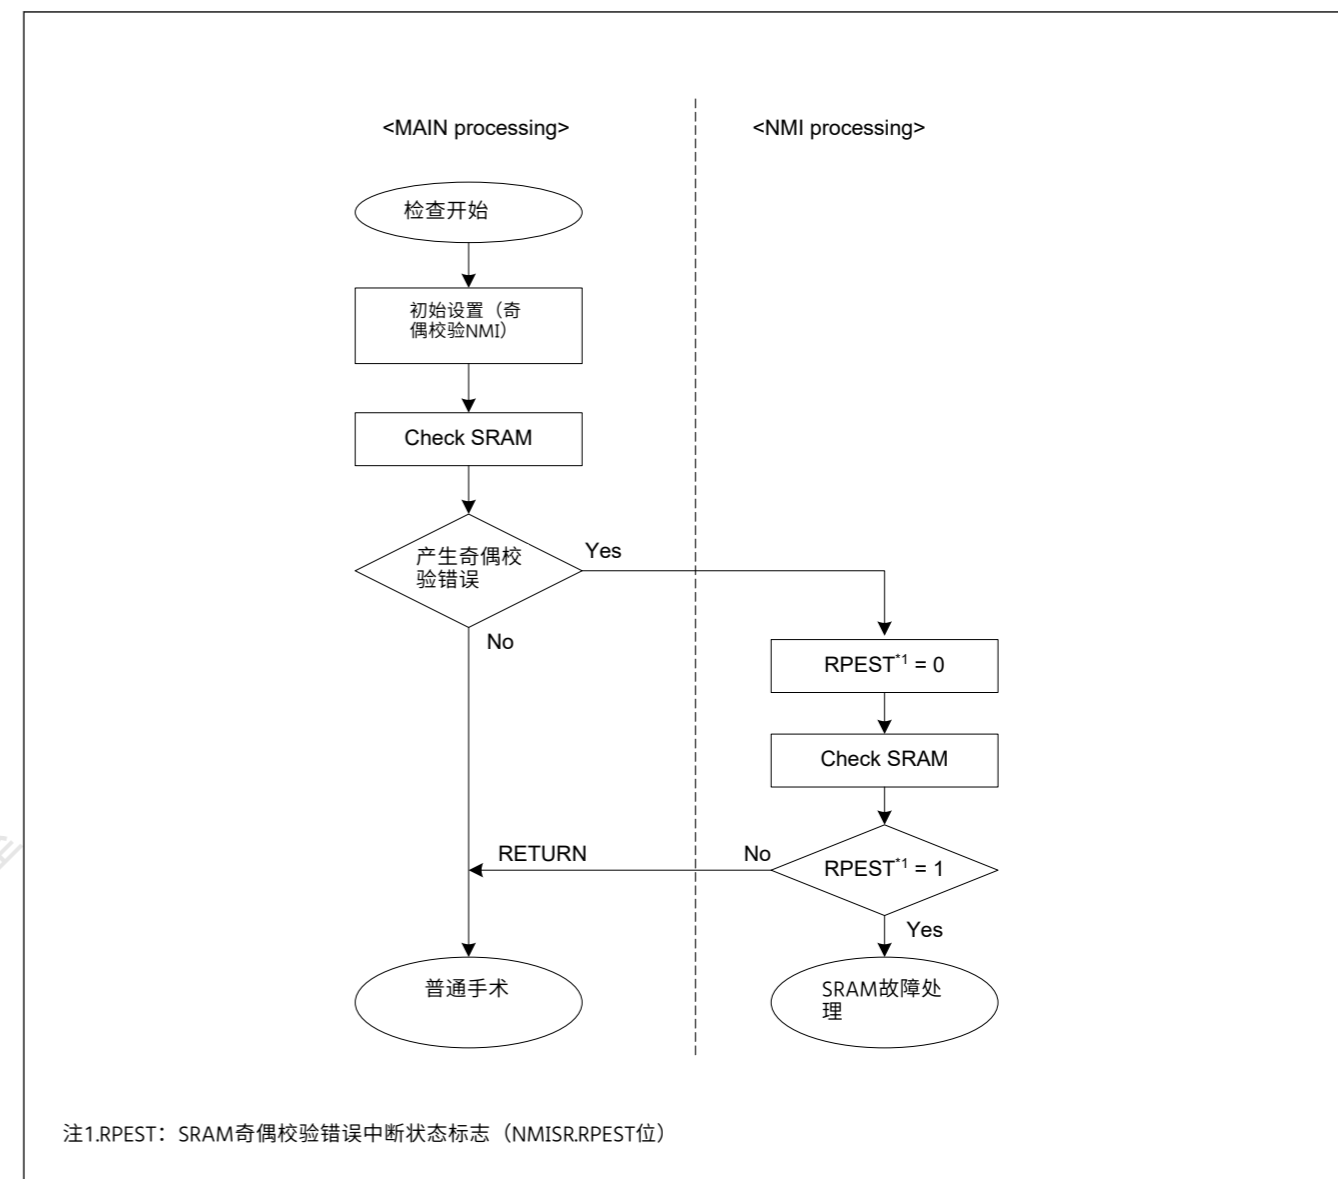 <MAIN processing>
<NMI processing>
检查开始
初始设置（奇
偶校验NMI）
Check SRAM
产生奇偶校
验错误
Yes
No
RPEST*1 = 0
Check SRAM
RPEST*1 = 1
No
RETURN
Yes
普通手术
SRAM故障处
理
注1.RPEST：SRAM奇偶校验错误中断状态标志（NMISR.RPEST位）